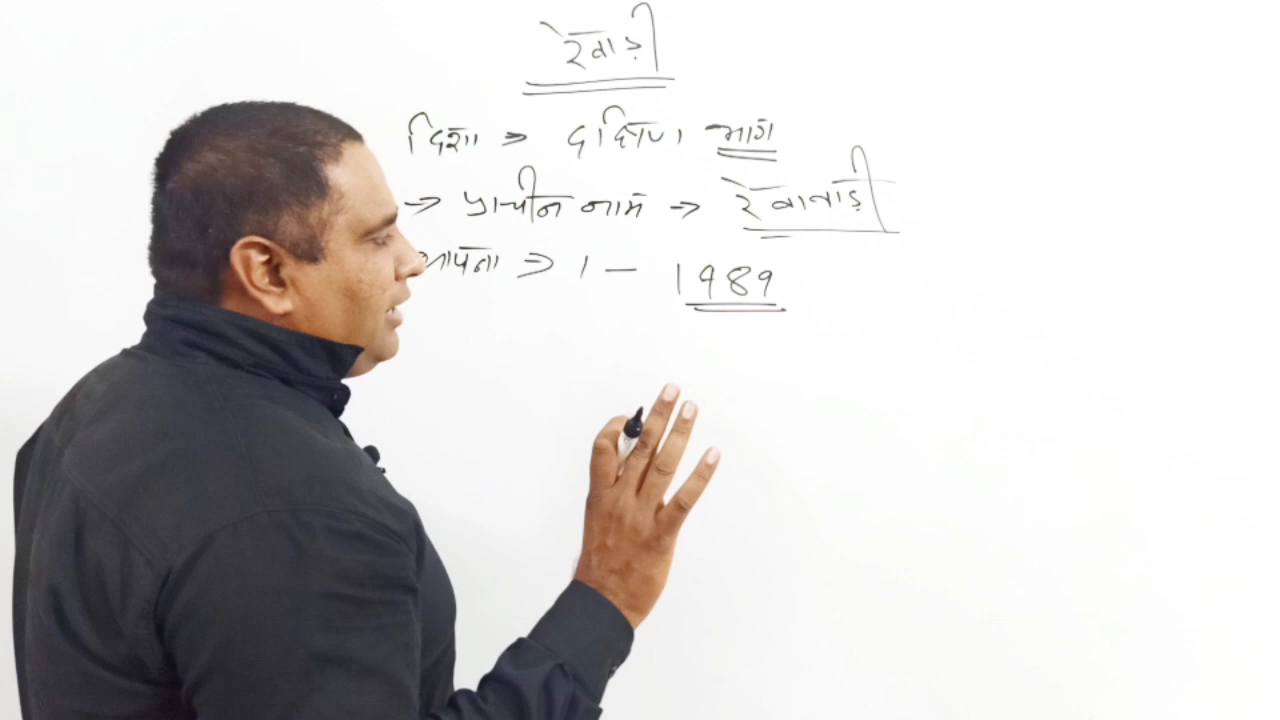 रेवाड़ी
दिशा → दक्षिण भाग
→ प्राचीन नाम → रेवावाड़ी
थापना → 1 - 1989